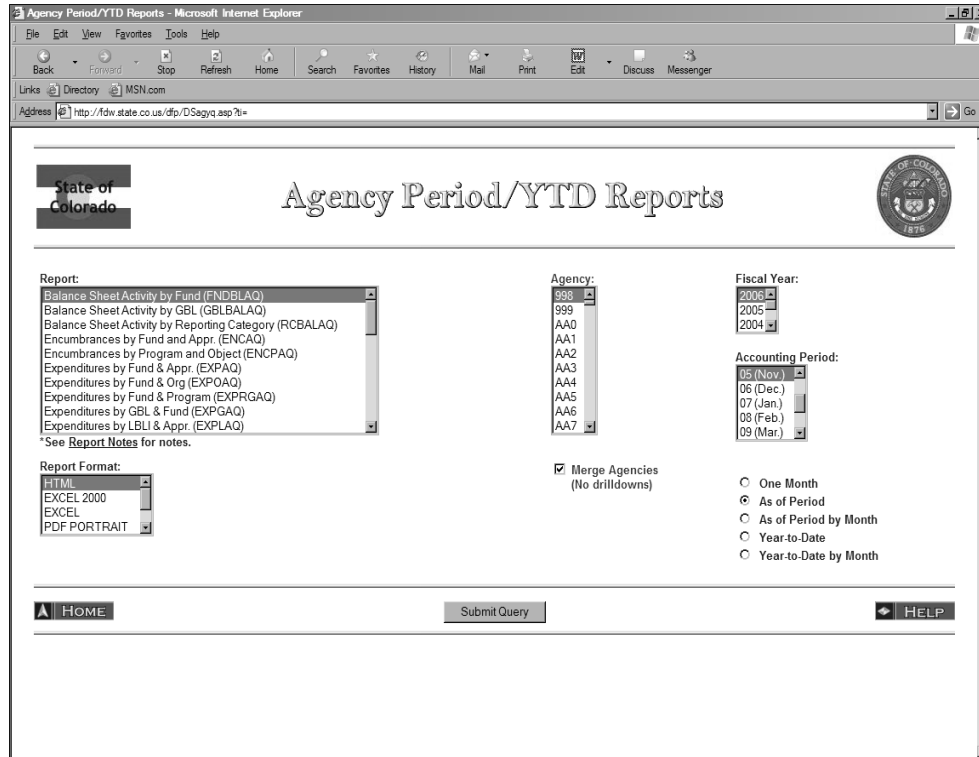 Agency Period/YTD Reports - Microsoft Internet Explorer
File Edit View Favorites Tools Help
Back Forward Stop Refresh Home Search Favorites History Mail Print Edit Discuss Messenger
Links Directory MSN.com
Address http://fdw.state.co.us/dfp/DSagyq.asp?ti= Go
State of
Colorado
Agency Period/YTD Reports
STATE OF COLORADO
1876
Report:
Balance Sheet Activity by Fund (FNDBLAQ)
Balance Sheet Activity by GBL (GBLBALAQ)
Balance Sheet Activity by Reporting Category (RCBALAQ)
Encumbrances by Fund and Appr. (ENCAQ)
Encumbrances by Program and Object (ENCPAQ)
Expenditures by Fund & Appr. (EXPAQ)
Expenditures by Fund & Org (EXPOAQ)
Expenditures by Fund & Program (EXPRGAQ)
Expenditures by GBL & Fund (EXPGAQ)
Expenditures by LBLI & Appr. (EXPLAQ)
*See Report Notes for notes.
Report Format:
HTML
EXCEL 2000
EXCEL
PDF PORTRAIT
Agency:
998
999
AA0
AA1
AA2
AA3
AA4
AA5
AA6
AA7
Merge Agencies
(No drilldowns)
Fiscal Year:
2006
2005
2004
Accounting Period:
05 (Nov.)
06 (Dec.)
07 (Jan.)
08 (Feb.)
09 (Mar.)
One Month
As of Period
As of Period by Month
Year-to-Date
Year-to-Date by Month
HOME
Submit Query
HELP